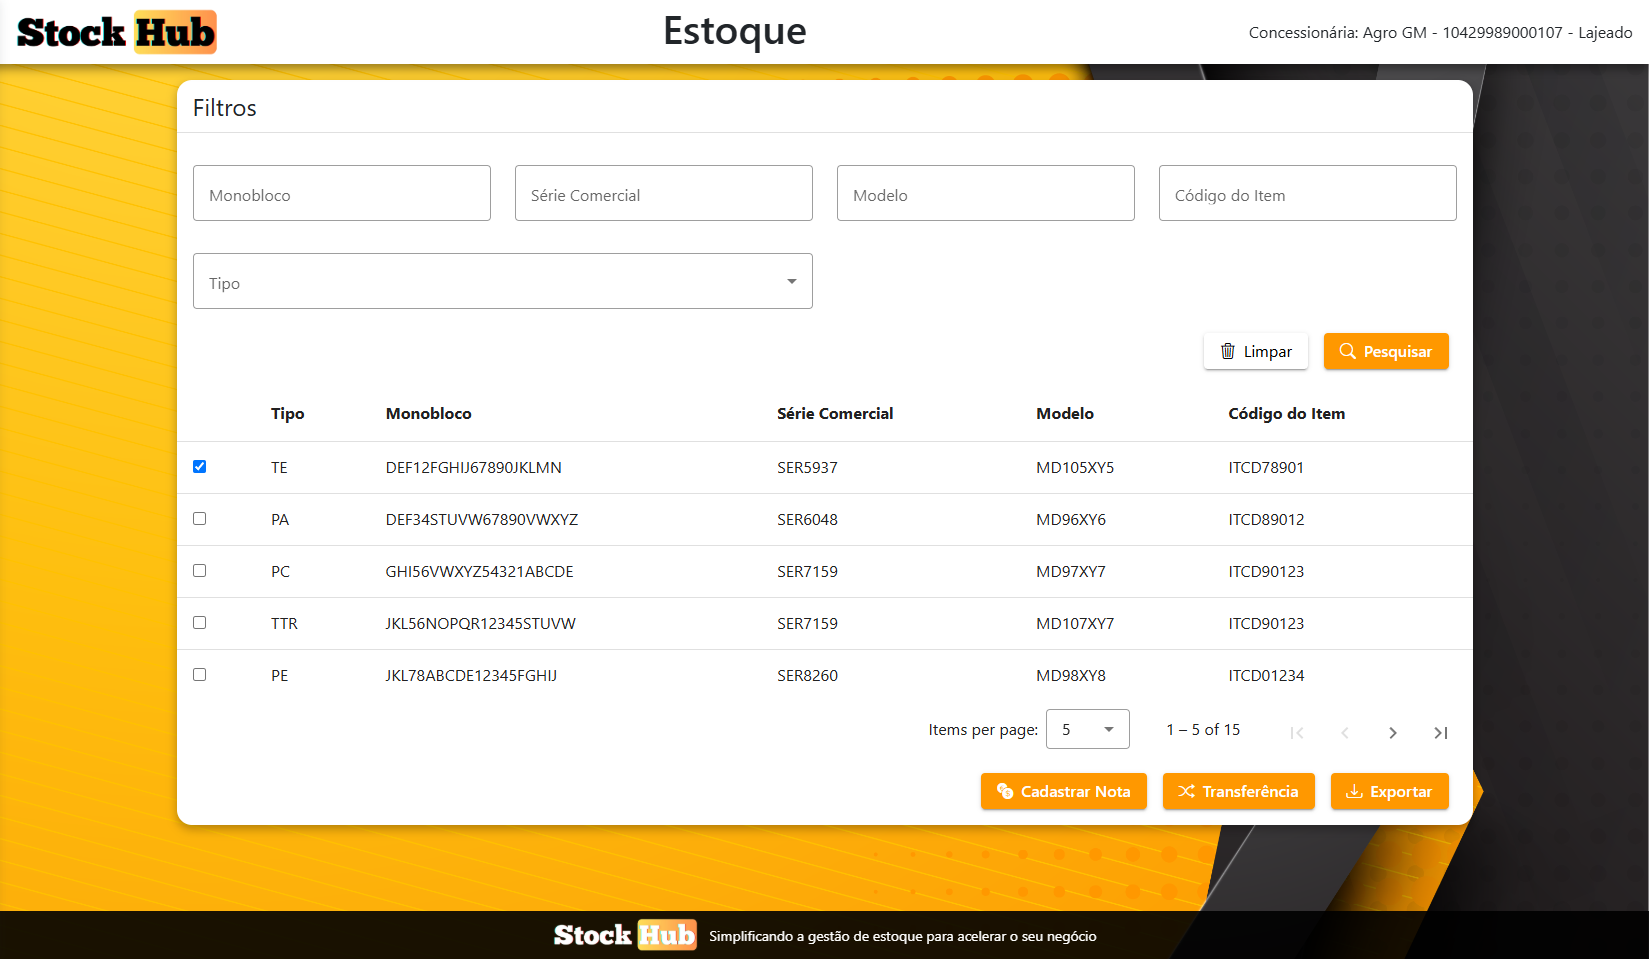 Stock Hub
Estoque
Concessionária: Agro GM - 10429989000107 - Lajeado
Filtros
Monobloco
Série Comercial
Modelo
Código do Item
Tipo
Limpar
Pesquisar
Tipo Monobloco Série Comercial Modelo Código do Item
TE DEF12FGHIJ67890JKLMN SER5937 MD105XY5 ITCD78901
PA DEF34STUVW67890VWXYZ SER6048 MD96XY6 ITCD89012
PC GHI56VWXYZ54321ABCDE SER7159 MD97XY7 ITCD90123
TTR JKL56NOPQR12345STUVW SER7159 MD107XY7 ITCD90123
PE JKL78ABCDE12345FGHIJ SER8260 MD98XY8 ITCD01234
Items per page: 5 1 – 5 of 15
Cadastrar Nota
Transferência
Exportar
Stock Hub
Simplificando a gestão de estoque para acelerar o seu negócio